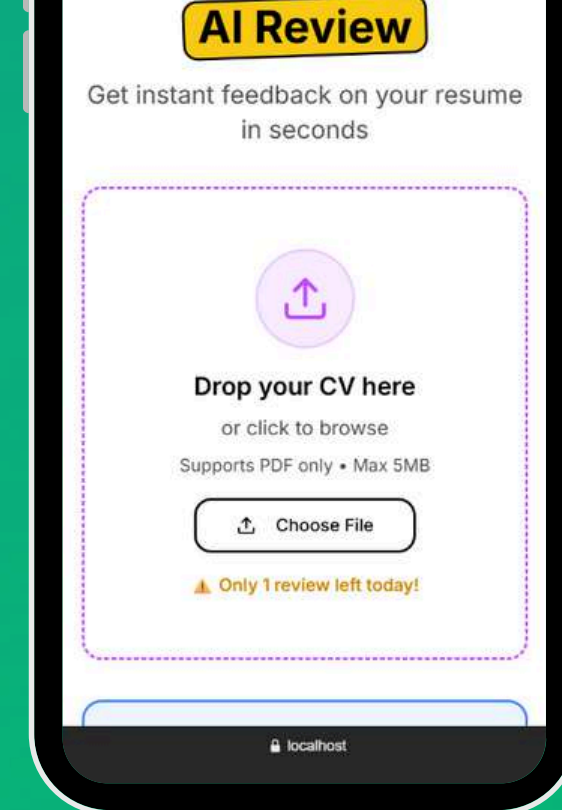 AI Review
Get instant feedback on your resume
in seconds
Drop your CV here
or click to browse
Supports PDF only • Max 5MB
Choose File
⚠️ Only 1 review left today!
localhost